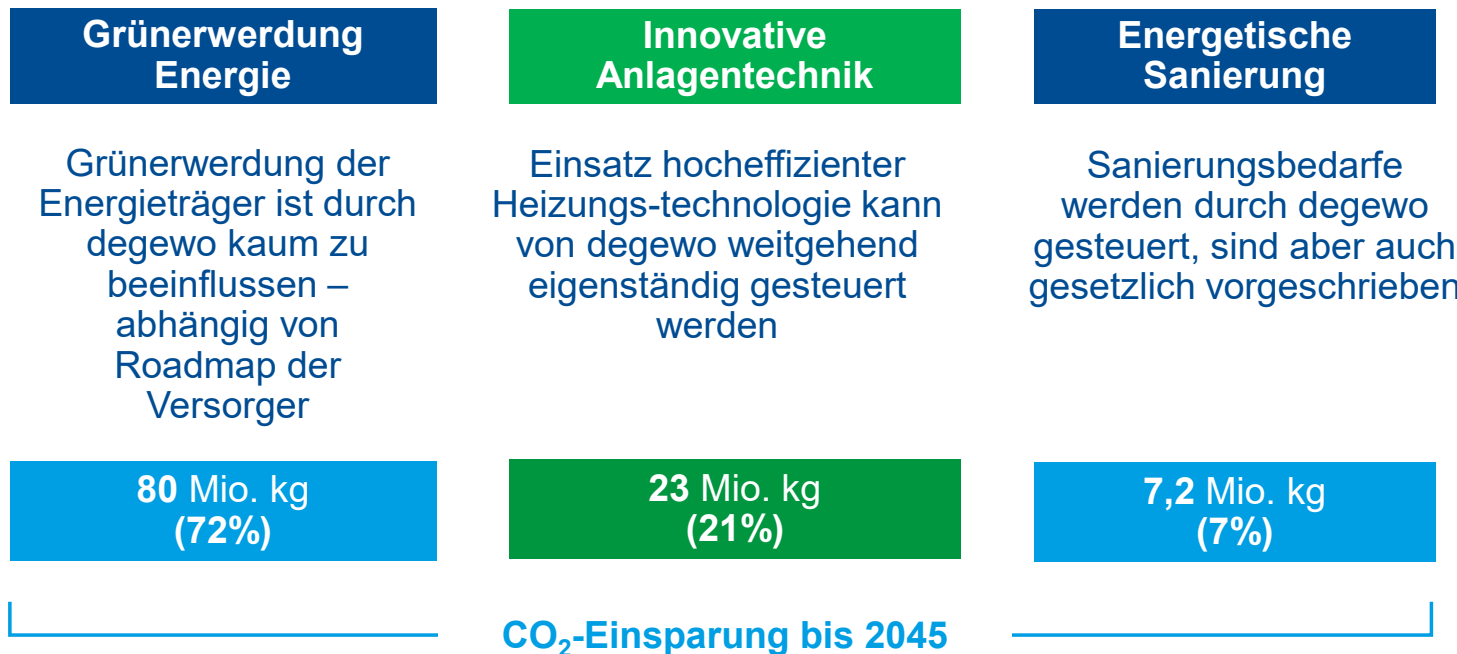 Grünerwerdung
Energie
Grünerwerdung der
Energieträger ist durch
degewo kaum zu
beeinflussen –
abhängig von
Roadmap der
Versorger
80 Mio. kg
(72%)
Innovative
Anlagentechnik
Einsatz hocheffizienter
Heizungs-technologie kann
von degewo weitgehend
eigenständig gesteuert
werden
23 Mio. kg
(21%)
Energetische
Sanierung
Sanierungsbedarfe
werden durch degewo
gesteuert, sind aber auch
gesetzlich vorgeschrieben
7,2 Mio. kg
(7%)
CO₂-Einsparung bis 2045